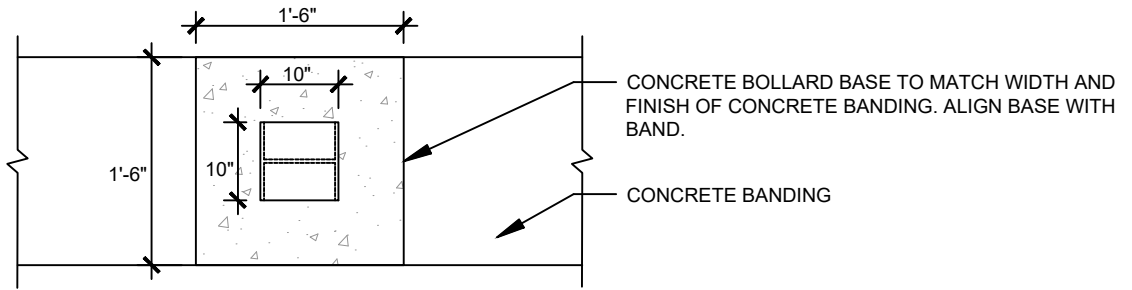 1'-6"
10"
1'-6"
10"
CONCRETE BOLLARD BASE TO MATCH WIDTH AND
FINISH OF CONCRETE BANDING. ALIGN BASE WITH
BAND.
CONCRETE BANDING